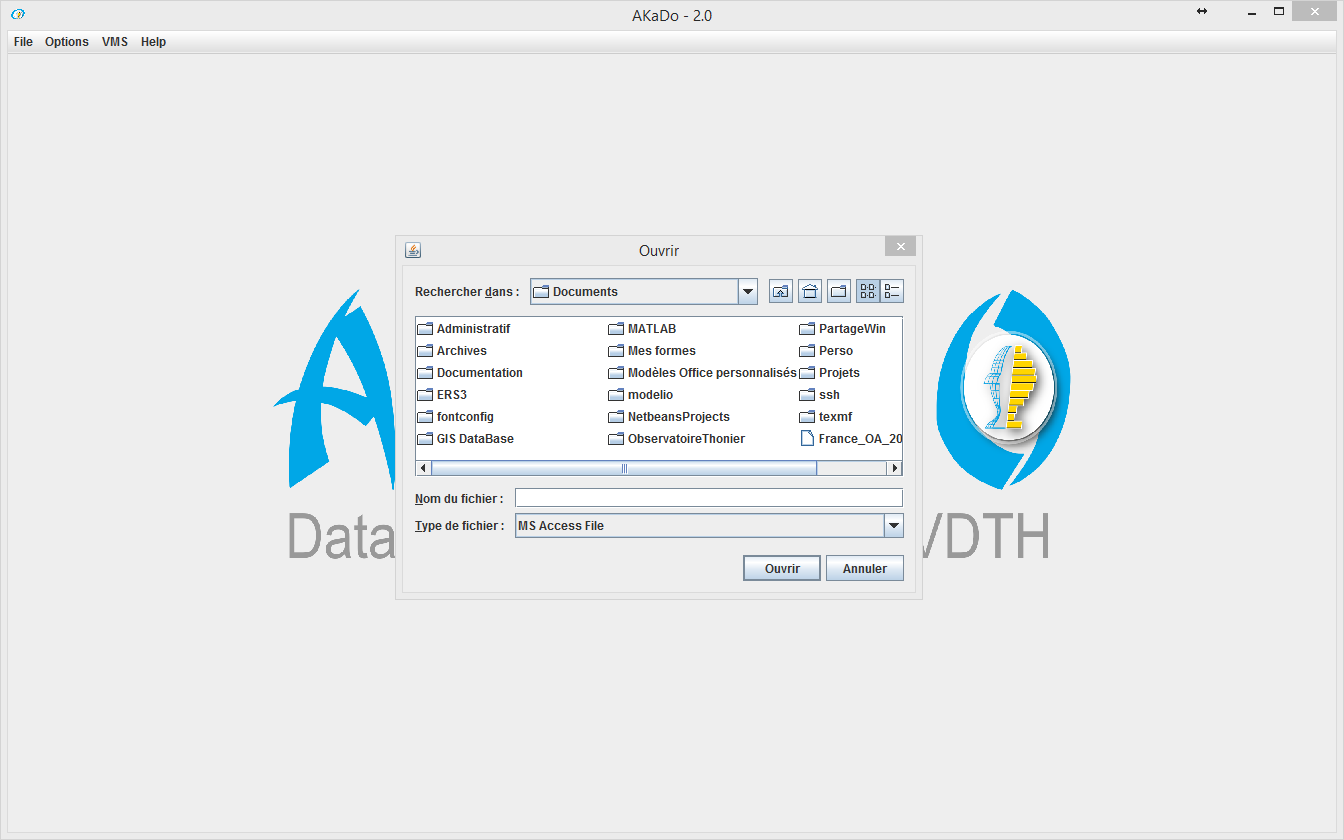 AKaDo - 2.0
File Options VMS Help
Ouvrir
Rechercher dans : Documents
Administratif MATLAB PartageWin
Archives Mes formes Perso
Documentation Modèles Office personnalisés Projets
ERS3 modelio ssh
fontconfig NetbeansProjects texmf
GIS DataBase ObservatoireThonier France_OA_20
Nom du fichier :
Type de fichier : MS Access File
Data VDTH
Ouvrir Annuler